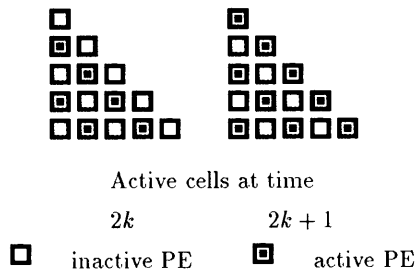 Active cells at time
2k 2k + 1
inactive PE active PE